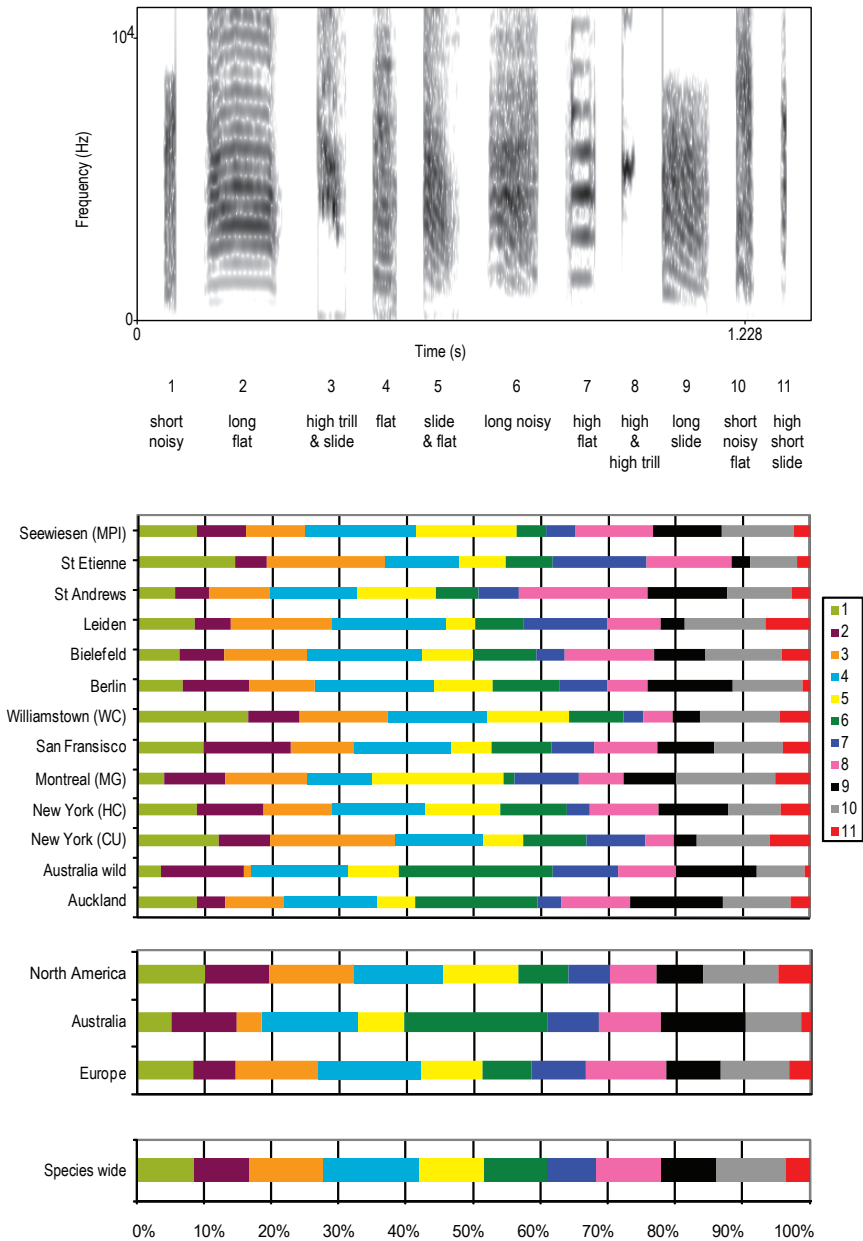 10^4
Frequency (Hz)
0
0
1.228
Time (s)
1 2 3 4 5 6 7 8 9 10 11
short long high trill flat slide long noisy high high long short high
noisy flat & slide & flat flat & slide noisy short
high trill flat slide
Seewiesen (MPI)
St Etienne
St Andrews
Leiden
Bielefeld
Berlin
Williamstown (WC)
San Fransisco
Montreal (MG)
New York (HC)
New York (CU)
Australia wild
Auckland
1
2
3
4
5
6
7
8
9
10
11
North America
Australia
Europe
Species wide
0% 10% 20% 30% 40% 50% 60% 70% 80% 90% 100%